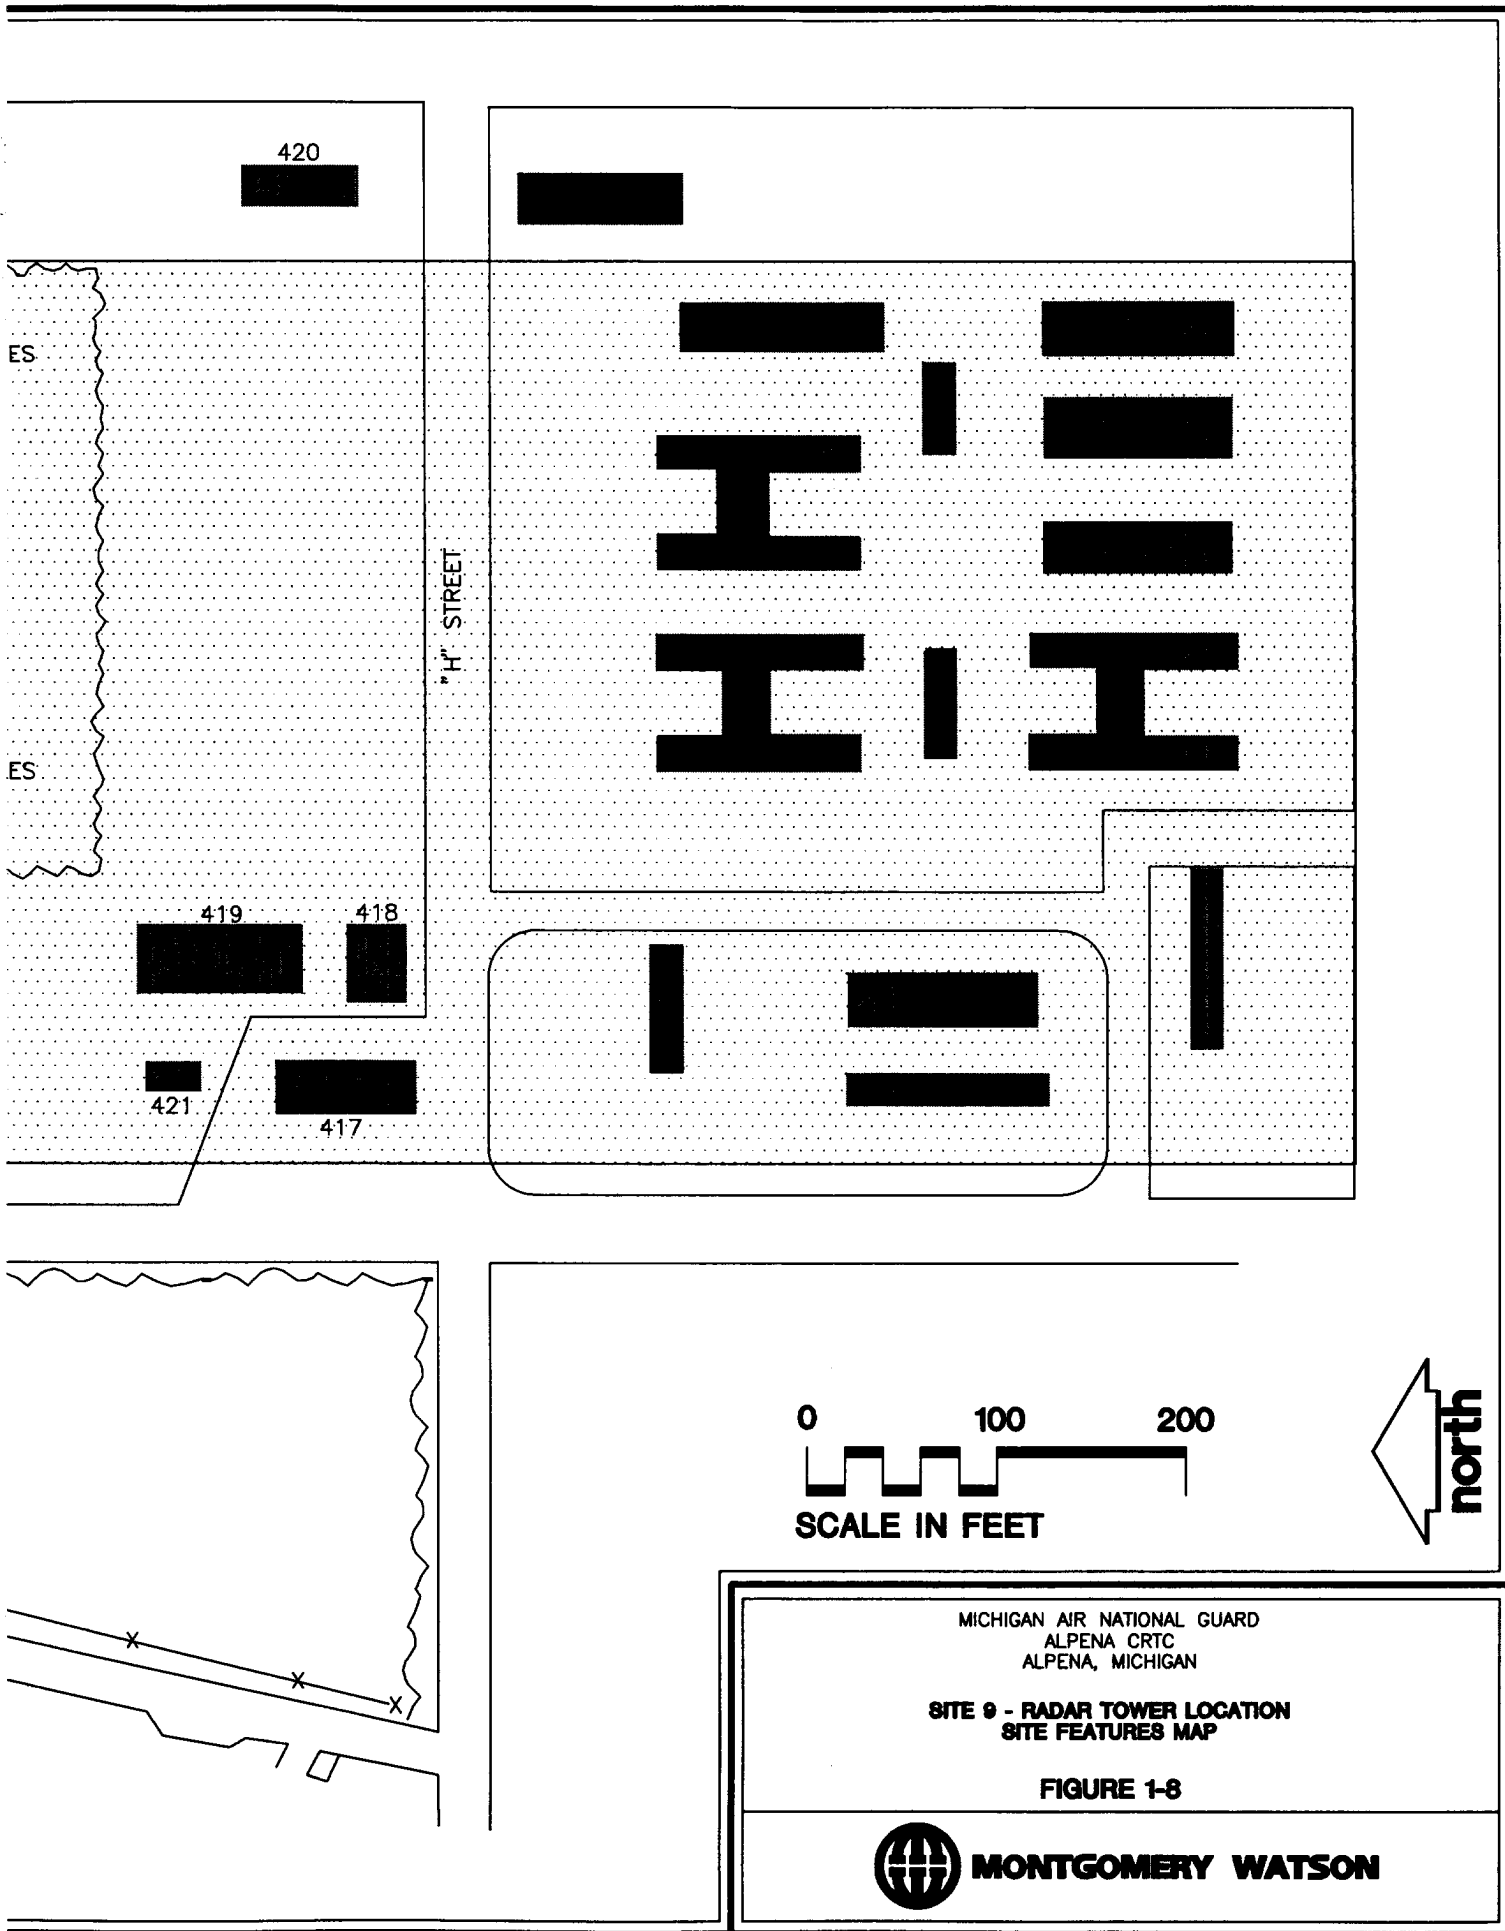 420
ES
"H" STREET
ES
419
418
421
417
0 100 200
SCALE IN FEET
north
MICHIGAN AIR NATIONAL GUARD
ALPENA CRTC
ALPENA, MICHIGAN
SITE 9 - RADAR TOWER LOCATION
SITE FEATURES MAP
FIGURE 1-8
MONTGOMERY WATSON